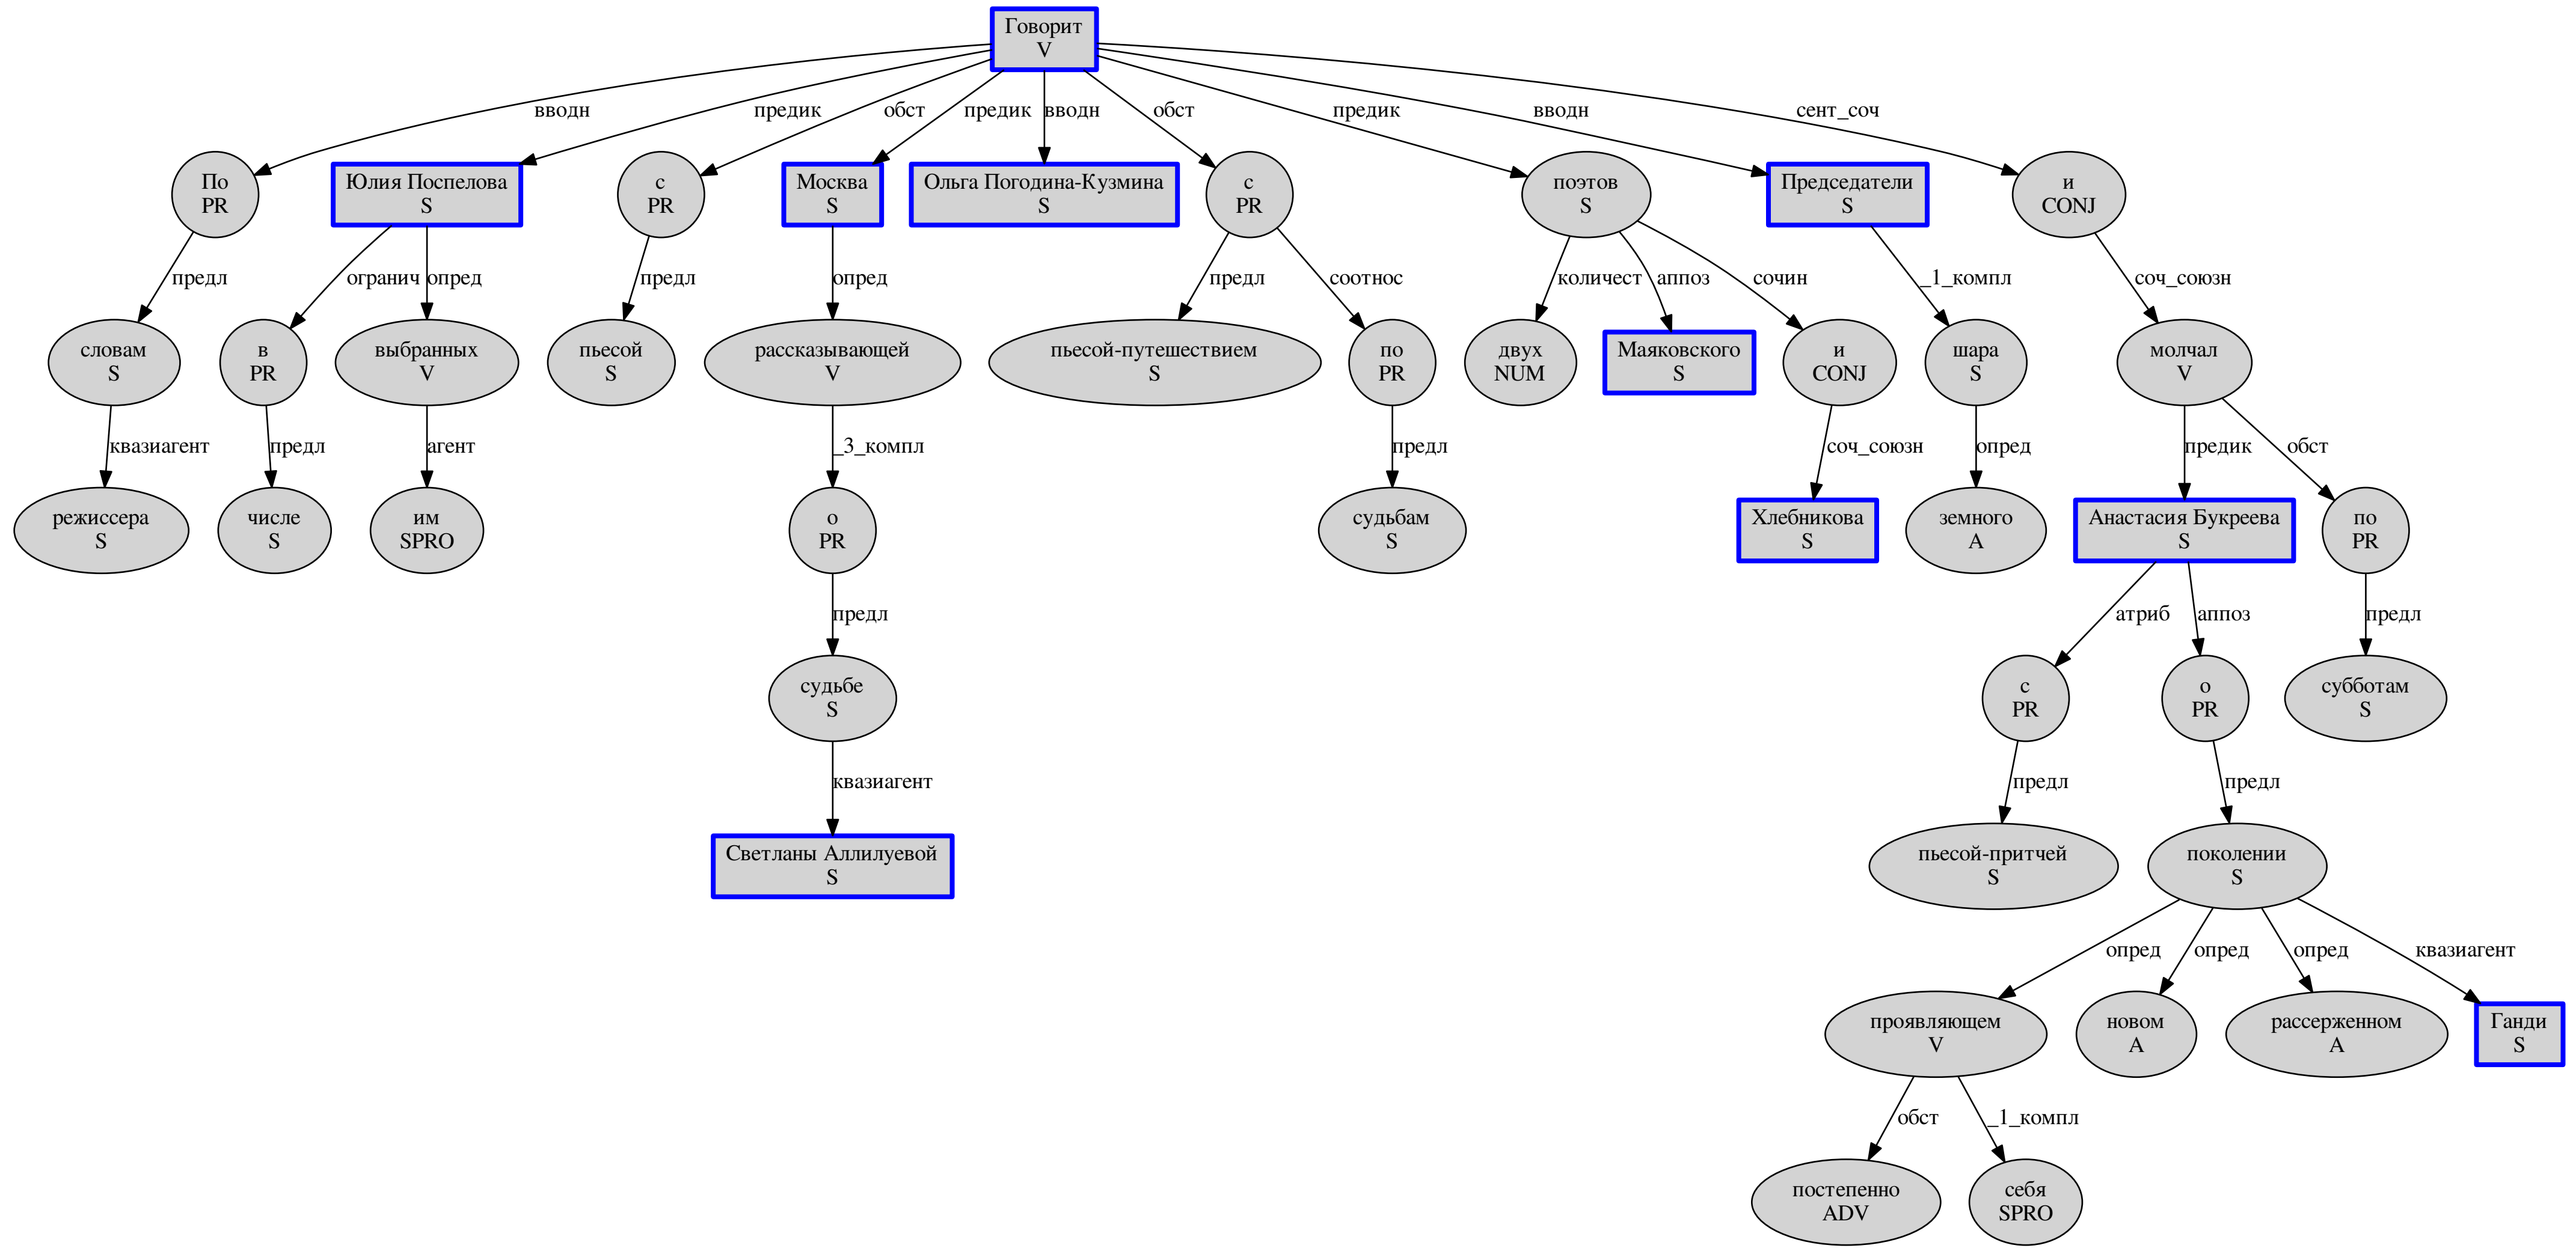 Говорит
V
вводн
предик
обст
предик
вводн
обст
предик
вводн
сент_соч
По
PR
Юлия Поспелова
S
с
PR
Москва
S
Ольга Погодина-Кузмина
S
с
PR
поэтов
S
Председатели
S
и
CONJ
предл
огранич
опред
предл
опред
предл
соотнос
количест
аппоз
сочин
_1_компл
соч_союзн
словам
S
в
PR
выбранных
V
пьесой
S
рассказывающей
V
пьесой-путешествием
S
по
PR
двух
NUM
Маяковского
S
и
CONJ
шара
S
молчал
V
квазиагент
предл
агент
_3_компл
предл
соч_союзн
опред
предик
обст
режиссера
S
числе
S
им
SPRO
о
PR
судьбам
S
Хлебникова
S
земного
A
Анастасия Букреева
S
по
PR
предл
атриб
аппоз
предл
судьбе
S
с
PR
о
PR
субботам
S
квазиагент
предл
предл
Светланы Аллилуевой
S
пьесой-притчей
S
поколении
S
опред
опред
опред
квазиагент
проявляющем
V
новом
A
рассерженном
A
Ганди
S
обст
_1_компл
постепенно
ADV
себя
SPRO